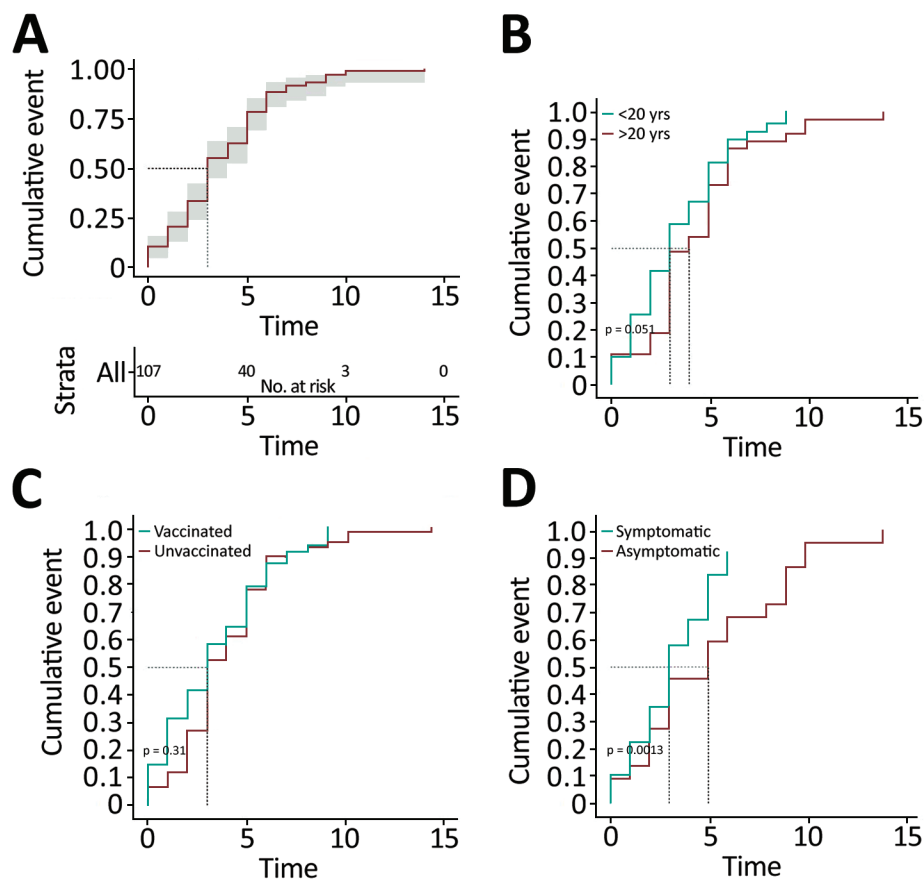 A
Cumulative event
1.00
0.75
0.50
0.25
0
0 5 10 15
Time
Strata
All 107 40 3 0
No. at risk
0 5 10 15
Time
B
Cumulative event
1.0
0.9
0.8
0.7
0.6
0.5
0.4
0.3
0.2
0.1
0
<20 yrs
>20 yrs
p = 0.051
0 5 10 15
Time
C
Cumulative event
1.0
0.9
0.8
0.7
0.6
0.5
0.4
0.3
0.2
0.1
0
Vaccinated
Unvaccinated
p = 0.31
0 5 10 15
Time
D
Cumulative event
1.0
0.9
0.8
0.7
0.6
0.5
0.4
0.3
0.2
0.1
0
Symptomatic
Asymptomatic
p = 0.0013
0 5 10 15
Time